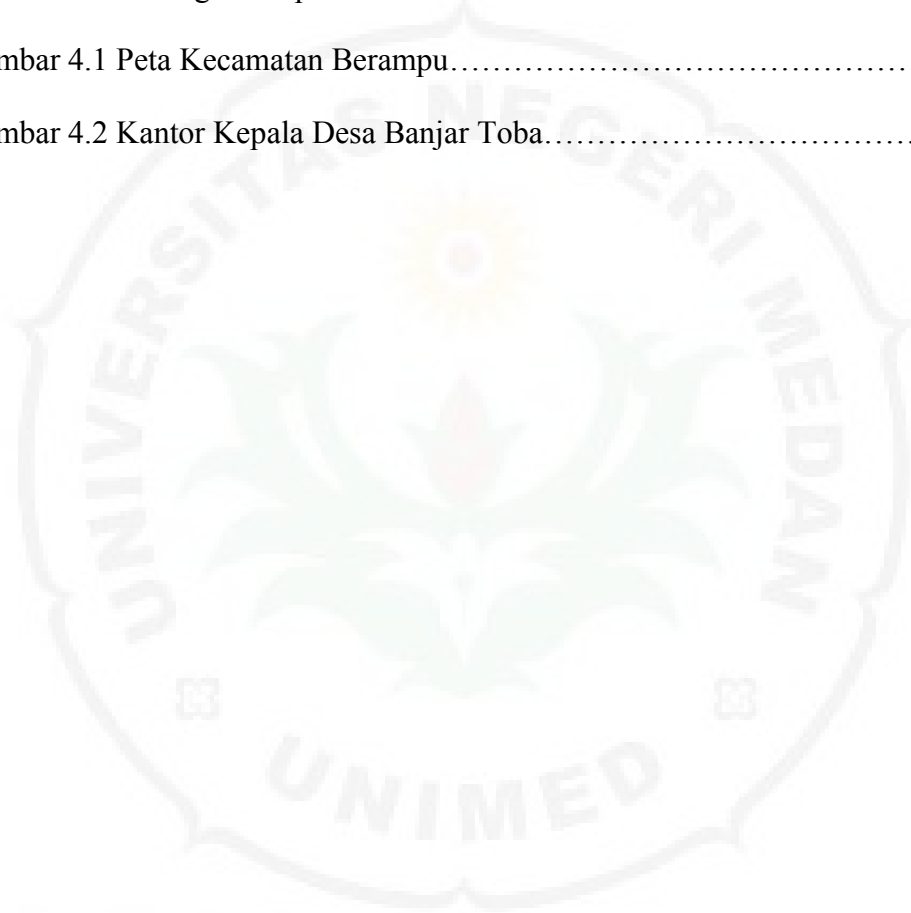 mbar 4.1 Peta Kecamatan Berampu……………………………………
mbar 4.2 Kantor Kepala Desa Banjar Toba……………………………
UNIVERSITAS NEGERI MEDAN
UNIMED